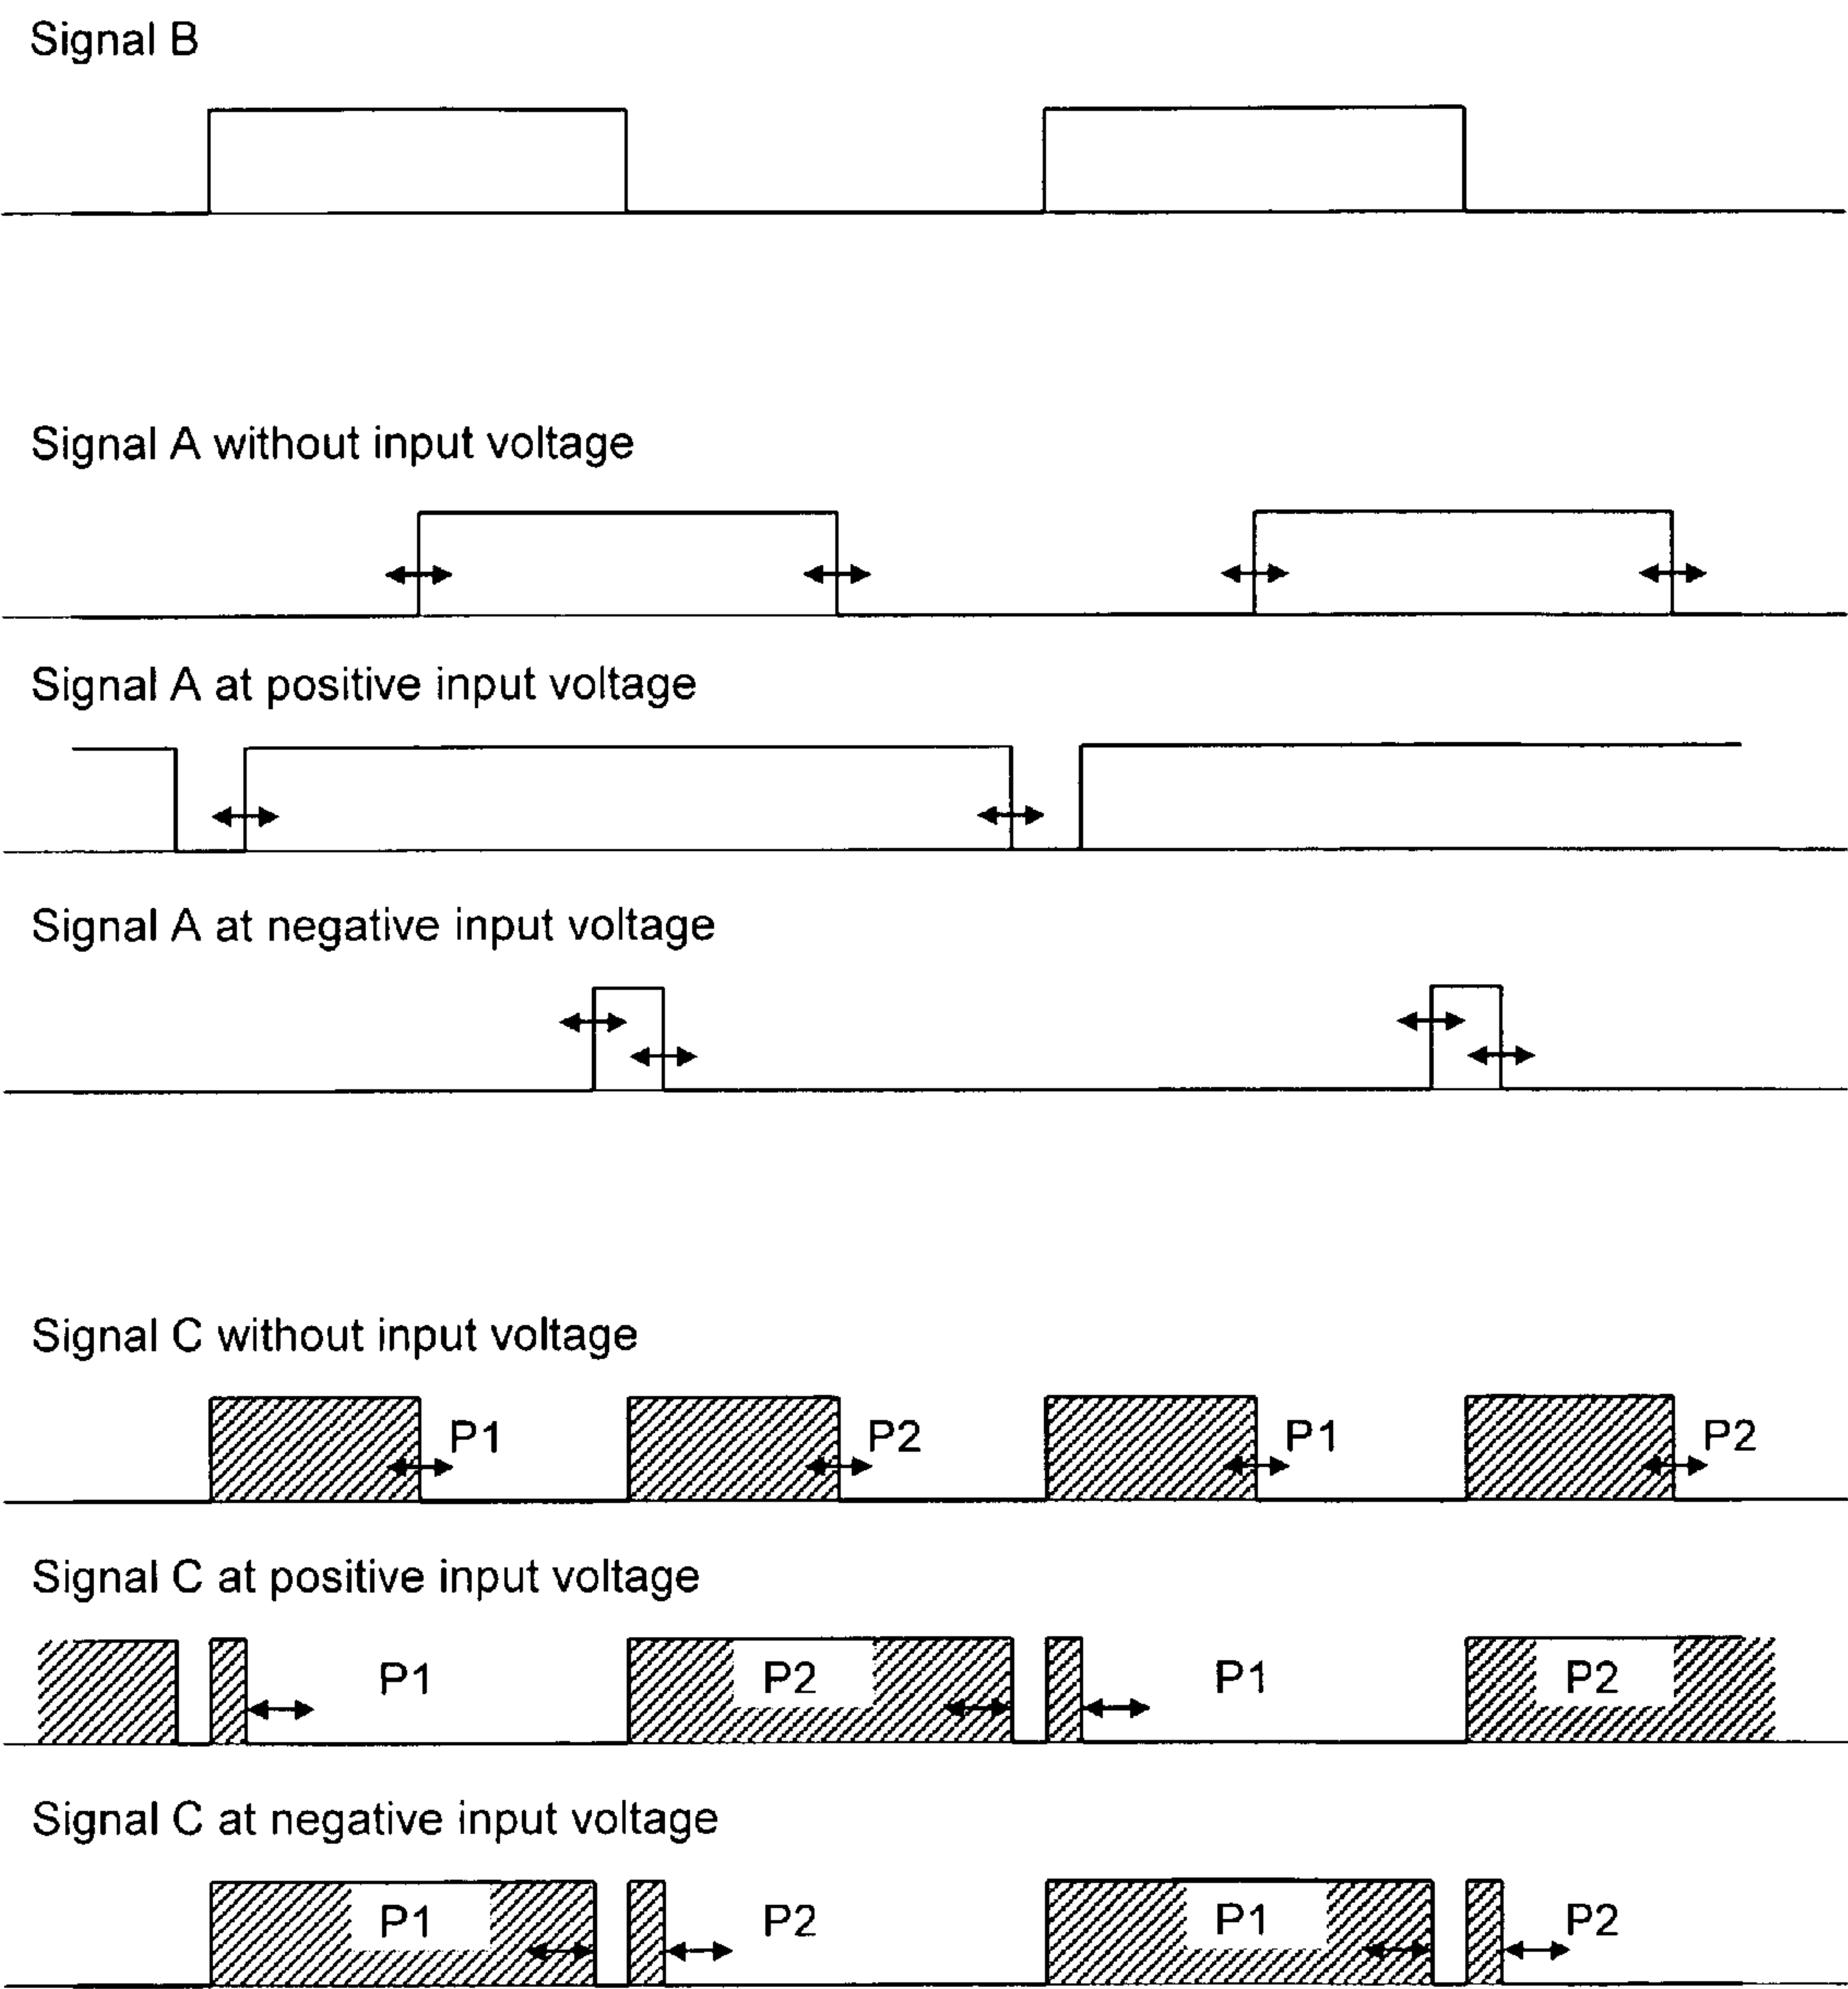 Signal B
Signal A without input voltage
Signal A at positive input voltage
Signal A at negative input voltage
Signal C without input voltage
P1 P2 P1 P2
Signal C at positive input voltage
P1 P2 P1 P2
Signal C at negative input voltage
P1 P2 P1 P2